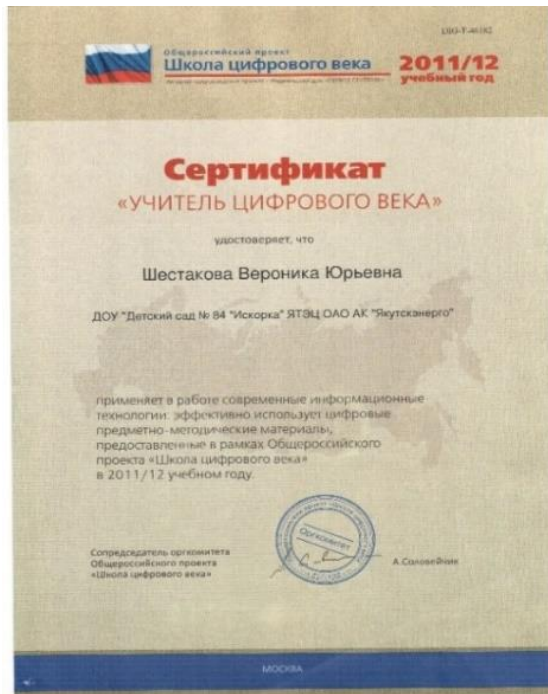 Общероссийский проект
Школа цифрового века
2011/12
учебный год
Сертификат
«УЧИТЕЛЬ ЦИФРОВОГО ВЕКА»
удостоверяет, что
Шестакова Вероника Юрьевна
ДОУ "Детский сад № 84 "Искорка" ЯТЭЦ ОАО АК "Якутскэнерго"
применяет в работе современные информационные
технологии: эффективно использует цифровые
предметно-методические материалы,
предоставленные в рамках Общероссийского
проекта «Школа цифрового века»
в 2011/12 учебном году.
Оргкомитет
Сопредседатель оргкомитета
Общероссийского проекта
«Школа цифрового века»
А.Соловейчик
МОСКВА